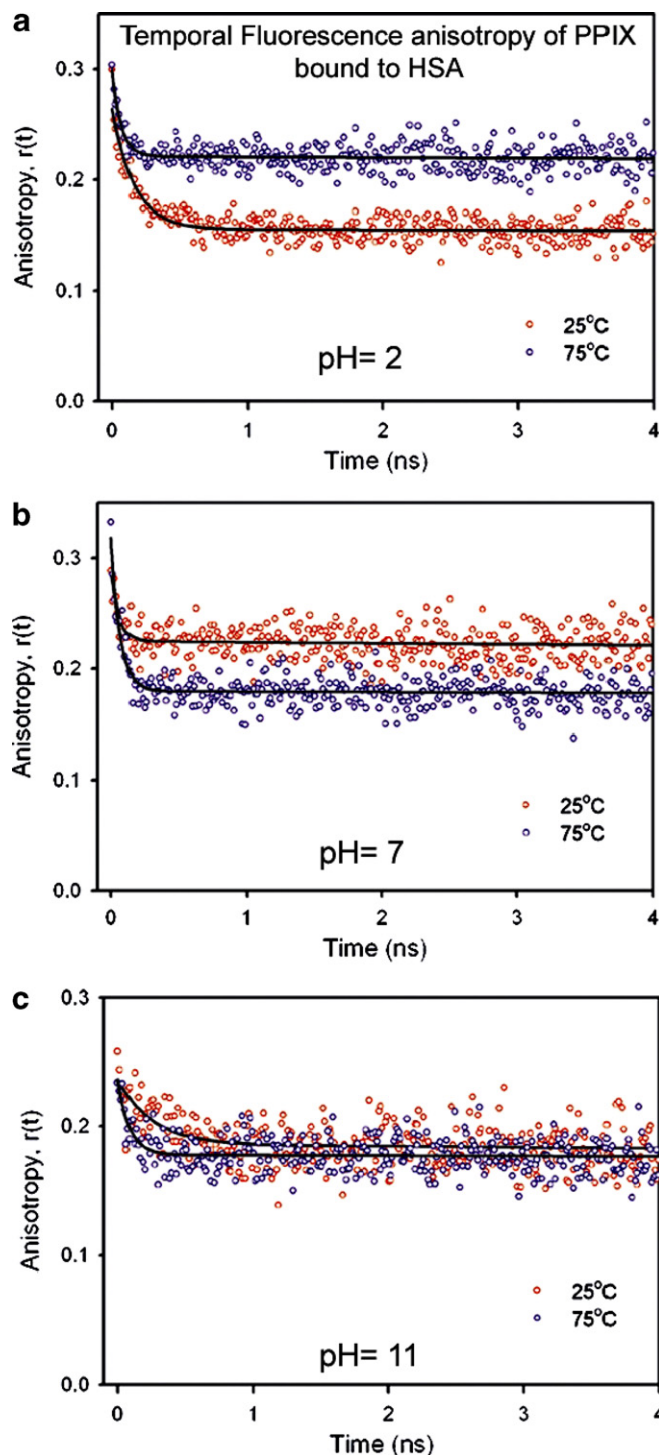 a
Temporal Fluorescence anisotropy of PPIX
bound to HSA
0.3
0.2
0.1
0.0
Anisotropy, r(t)
25°C
75°C
pH= 2
0
1
2
3
4
Time (ns)
b
0.3
0.2
0.1
0.0
Anisotropy, r(t)
25°C
75°C
pH= 7
0
1
2
3
4
Time (ns)
c
0.3
0.2
0.1
0.0
Anisotropy, r(t)
25°C
75°C
pH= 11
0
1
2
3
4
Time (ns)